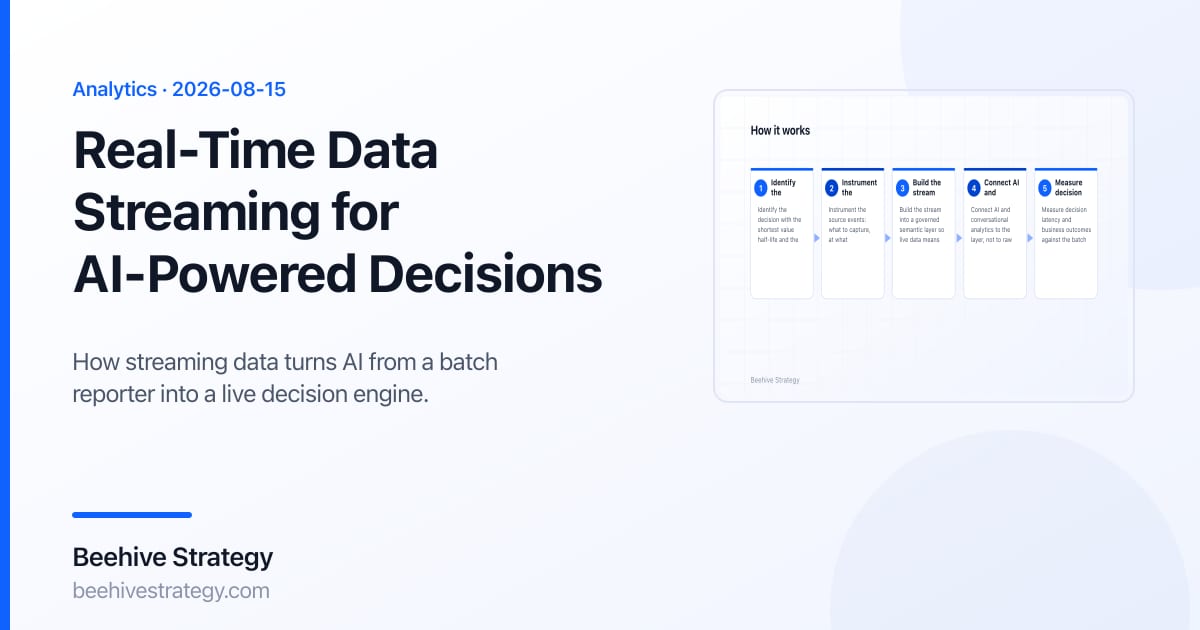 Analytics · 2026-08-15
Real-Time Data
Streaming for
AI-Powered Decisions
How streaming data turns AI from a batch
reporter into a live decision engine.
Beehive Strategy
beehivestrategy.com
How it works
1
Identify
the
Identify the
decision with the
shortest value
half-life and the
2
Instrument
the
Instrument the
source events:
what to capture,
at what
3
Build the
stream
Build the stream
into a governed
semantic layer so
live data means
4
Connect AI
and
Connect AI and
conversational
analytics to the
layer, not to raw
5
Measure
decision
Measure decision
latency and
business outcomes
against the batch
Beehive Strategy